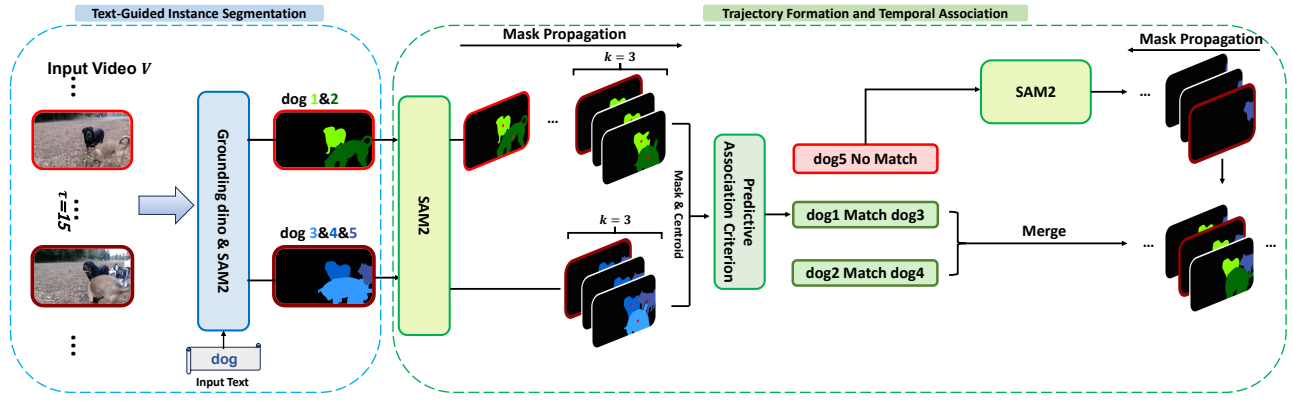 Text-Guided Instance Segmentation
Input Video V
...
τ=15
...
...
Grounding dino & SAM2
dog
Input Text
dog 1&2
dog 3&4&5
Trajectory Formation and Temporal Association
Mask Propagation
k = 3
...
SAM2
k = 3
Mask & Centroid
Predictive
Association Criterion
dog5 No Match
dog1 Match dog3
dog2 Match dog4
SAM2
...
Mask Propagation
Merge
...
...